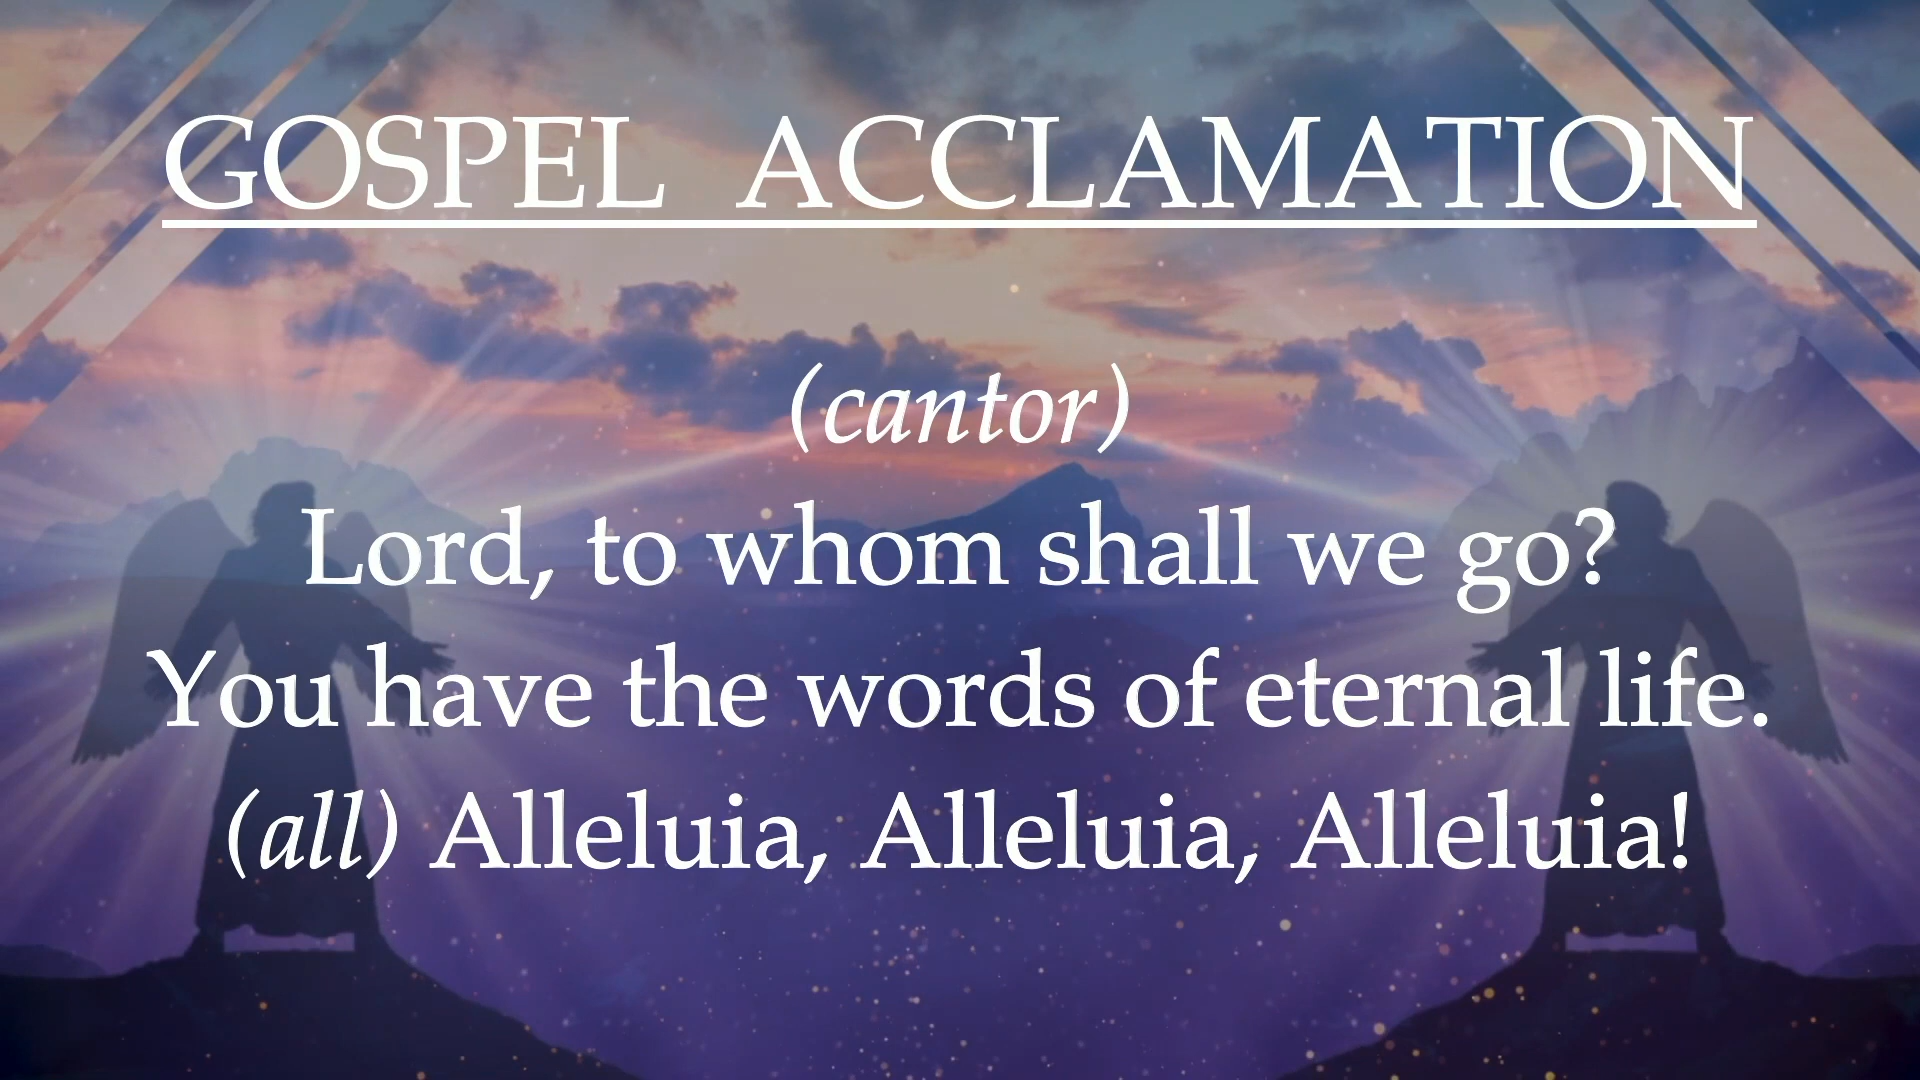 GOSPEL ACCLAMATION
(cantor)
Lord, to whom shall we go?
You have the words of eternal life.
(all) Alleluia, Alleluia, Alleluia!